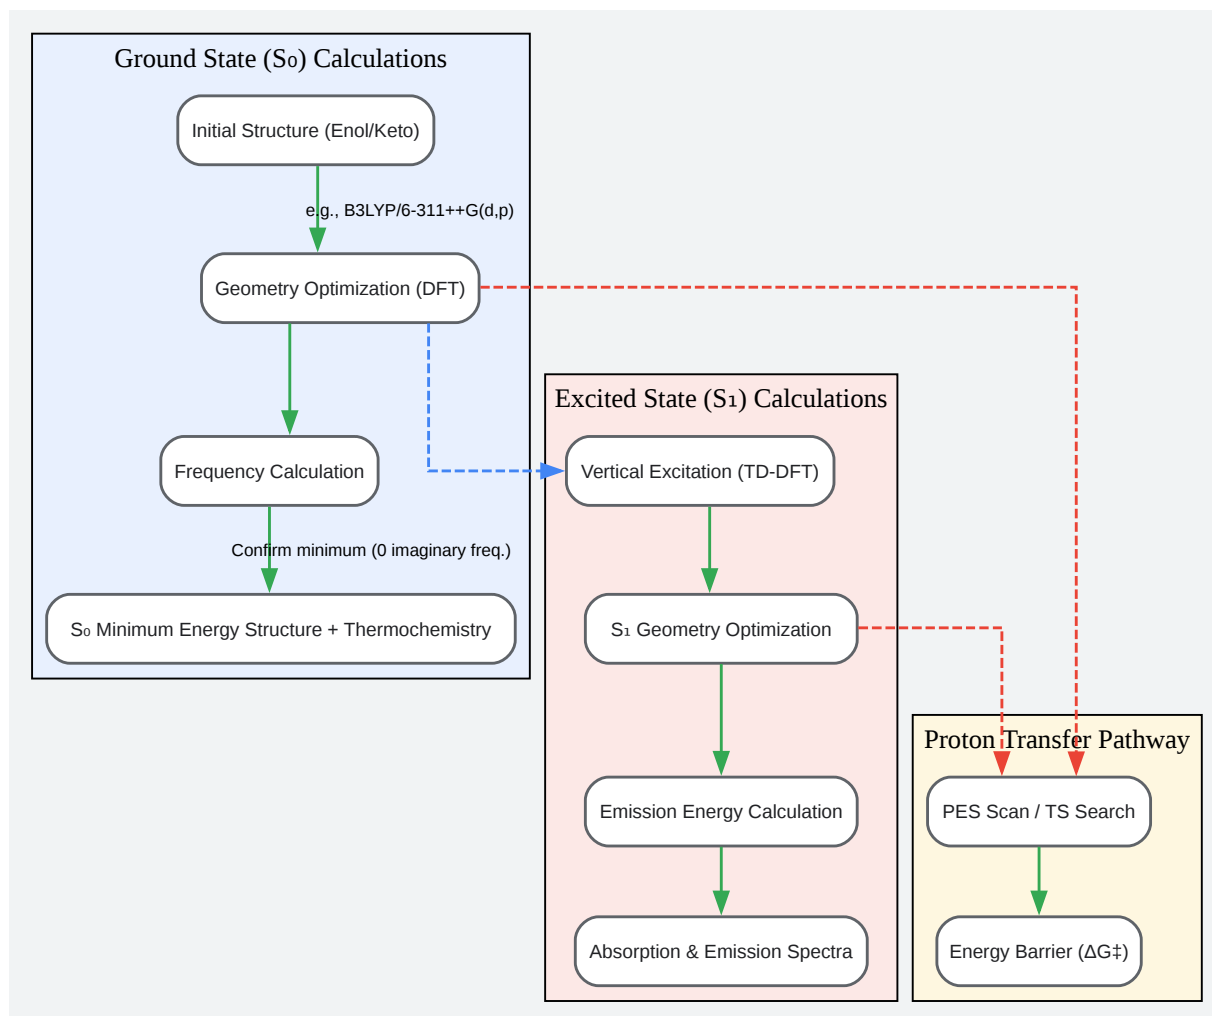 Ground State (S₀) Calculations
Initial Structure (Enol/Keto)
e.g., B3LYP/6-311++G(d,p)
Geometry Optimization (DFT)
Frequency Calculation
Confirm minimum (0 imaginary freq.)
S₀ Minimum Energy Structure + Thermochemistry
Excited State (S₁) Calculations
Vertical Excitation (TD-DFT)
S₁ Geometry Optimization
Emission Energy Calculation
Absorption & Emission Spectra
Proton Transfer Pathway
PES Scan / TS Search
Energy Barrier (ΔG‡)